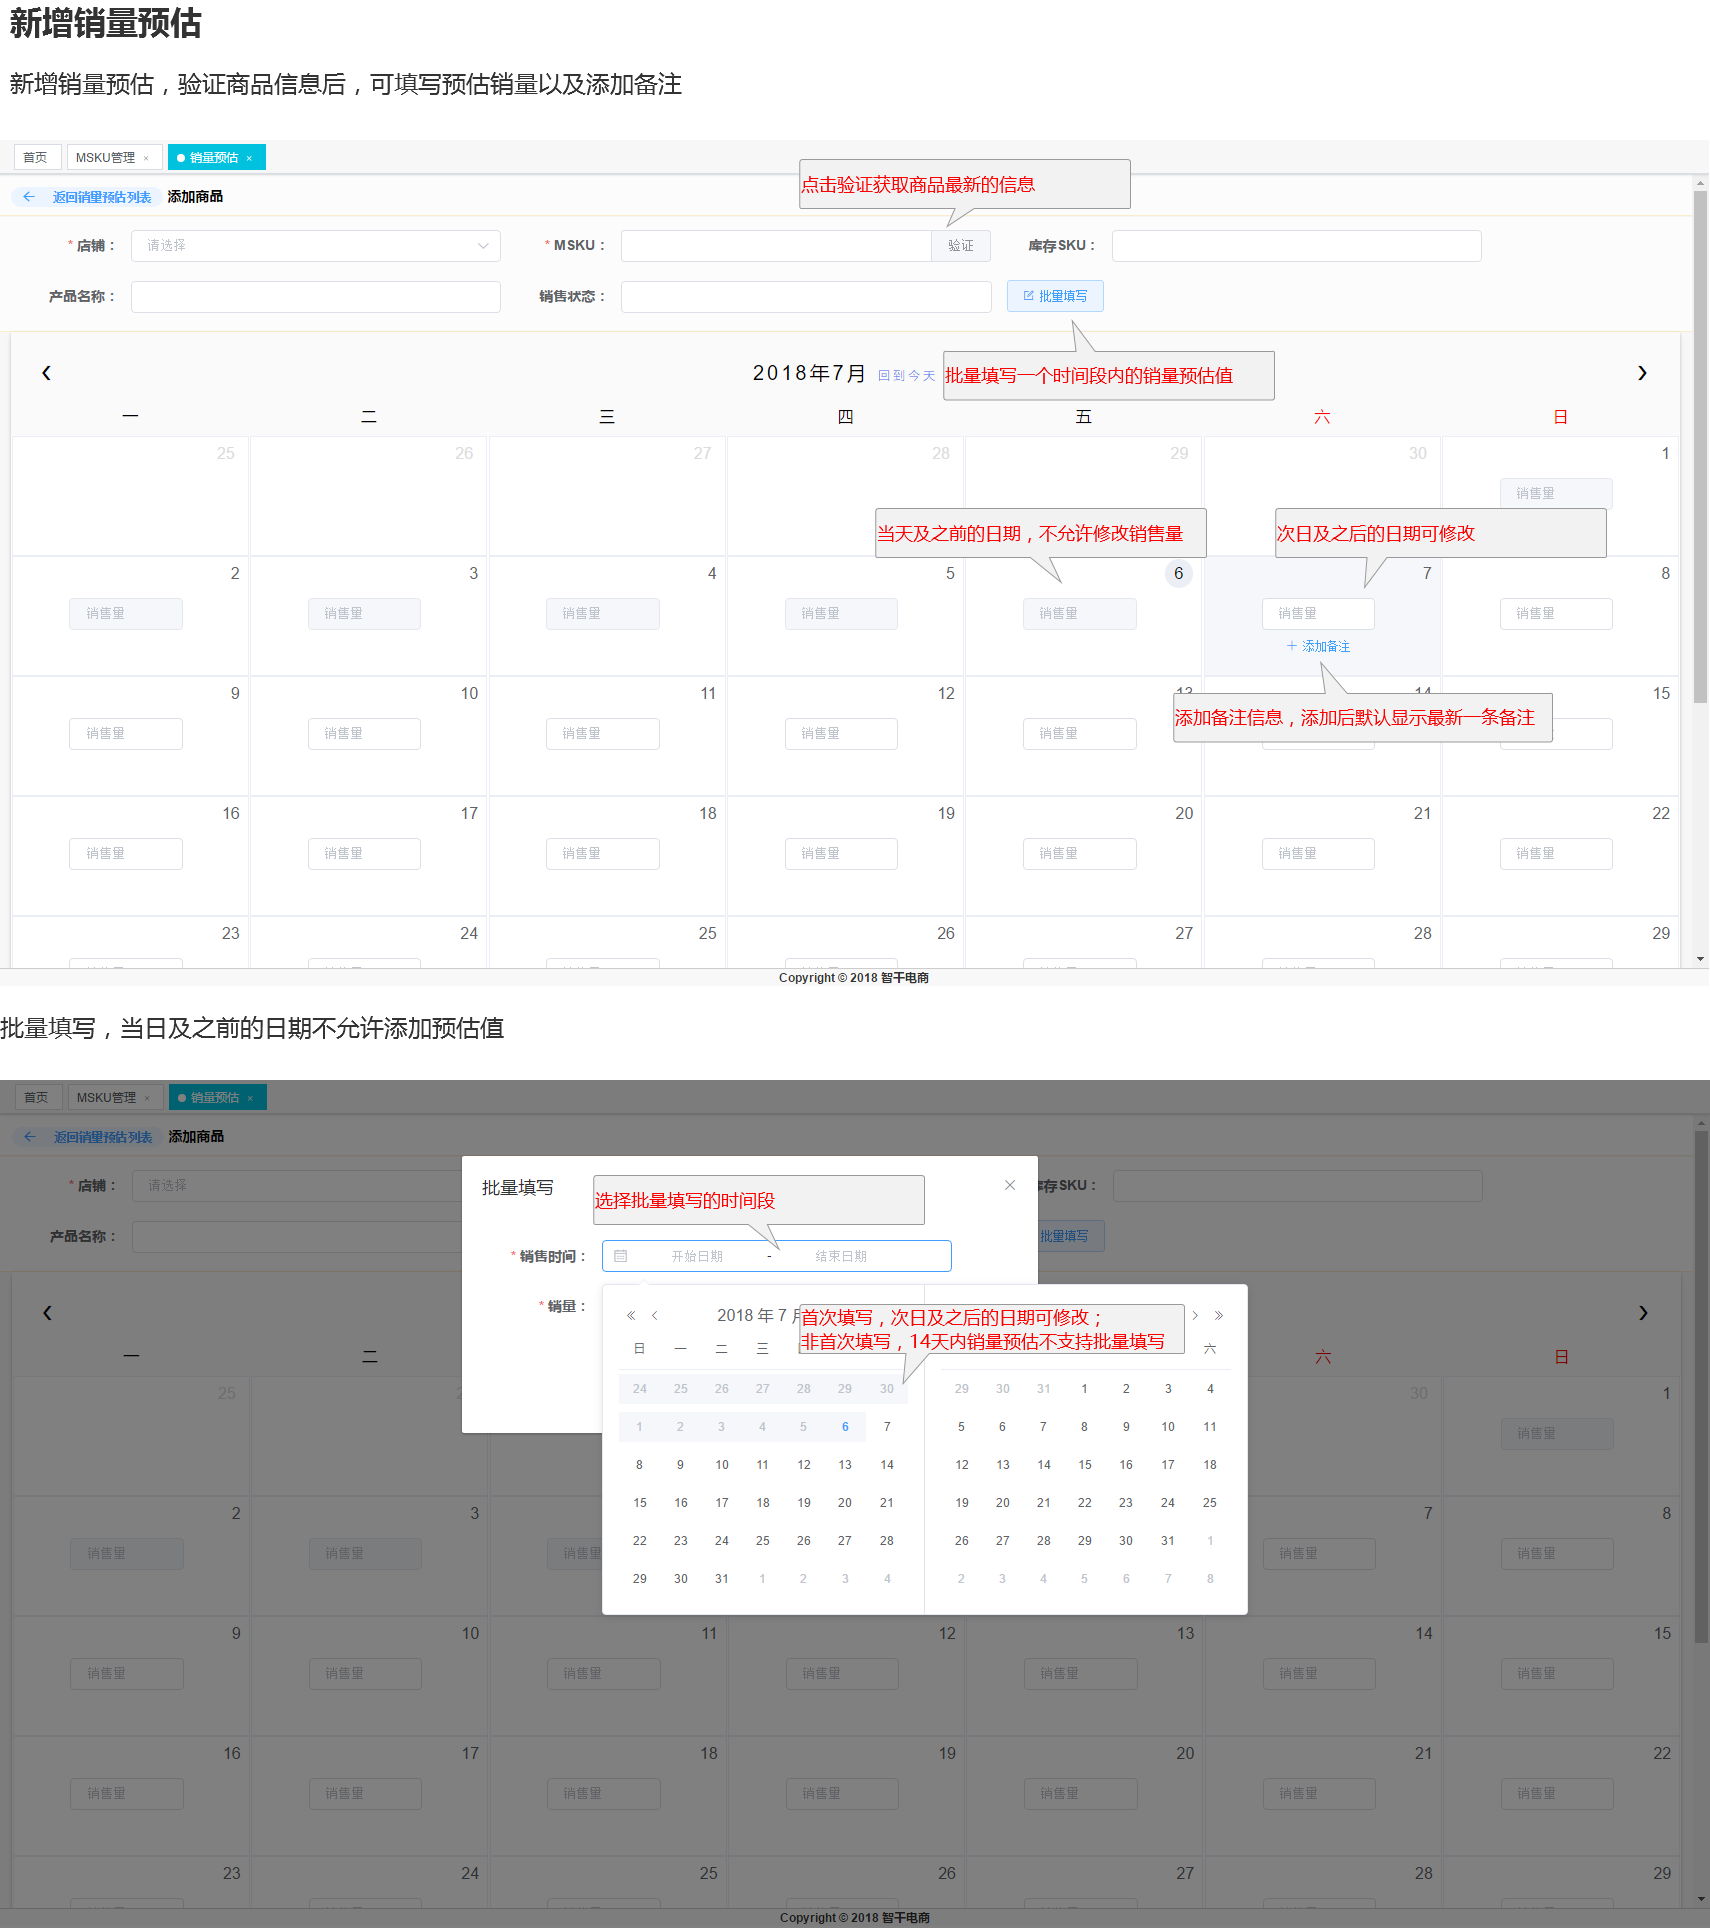 新增销量预估
新增销量预估，验证商品信息后，可填写预估销量以及添加备注
首页 MSKU管理 × 销量预估 ×
点击验证获取商品最新的信息
← 返回销量预估列表 添加商品
* 店铺： 请选择 * MSKU： 验证 库存SKU：
产品名称： 销售状态： 批量填写
2018年7月 回到今天
批量填写一个时间段内的销量预估值
一 二 三 四 五 六 日
25 26 27 28 29 30 1
销售量
当天及之前的日期，不允许修改销售量
次日及之后的日期可修改
2 3 4 5 6 7 8
销售量 销售量 销售量 销售量 销售量 销售量 销售量
+ 添加备注
9 10 11 12 13 14 15
添加备注信息，添加后默认显示最新一条备注
销售量 销售量 销售量 销售量 销售量
16 17 18 19 20 21 22
销售量 销售量 销售量 销售量 销售量 销售量 销售量
23 24 25 26 27 28 29
Copyright © 2018 智干电商
批量填写，当日及之前的日期不允许添加预估值
首页 MSKU管理 × 销量预估 ×
← 返回销量预估列表 添加商品
批量填写
选择批量填写的时间段
* 店铺： 请选择 库存SKU：
产品名称： 批量填写
* 销售时间： 开始日期 - 结束日期
* 销量：
2018 年 7 月
首次填写，次日及之后的日期可修改；
非首次填写，14天内销量预估不支持批量填写
日 一 二 三 六
24 25 26 27 28 29 30 29 30 31 1 2 3 4
1 2 3 4 5 6 7 5 6 7 8 9 10 11
8 9 10 11 12 13 14 12 13 14 15 16 17 18
15 16 17 18 19 20 21 19 20 21 22 23 24 25
22 23 24 25 26 27 28 26 27 28 29 30 31 1
29 30 31 1 2 3 4 2 3 4 5 6 7 8
一 二 六 日
25 30 1
销售量
2 3 7 8
销售量 销售量 销售量 销售量 销售量
9 10 11 12 13 14 15
销售量 销售量 销售量 销售量 销售量 销售量 销售量
16 17 18 19 20 21 22
销售量 销售量 销售量 销售量 销售量 销售量 销售量
23 24 25 26 27 28 29
Copyright © 2018 智干电商